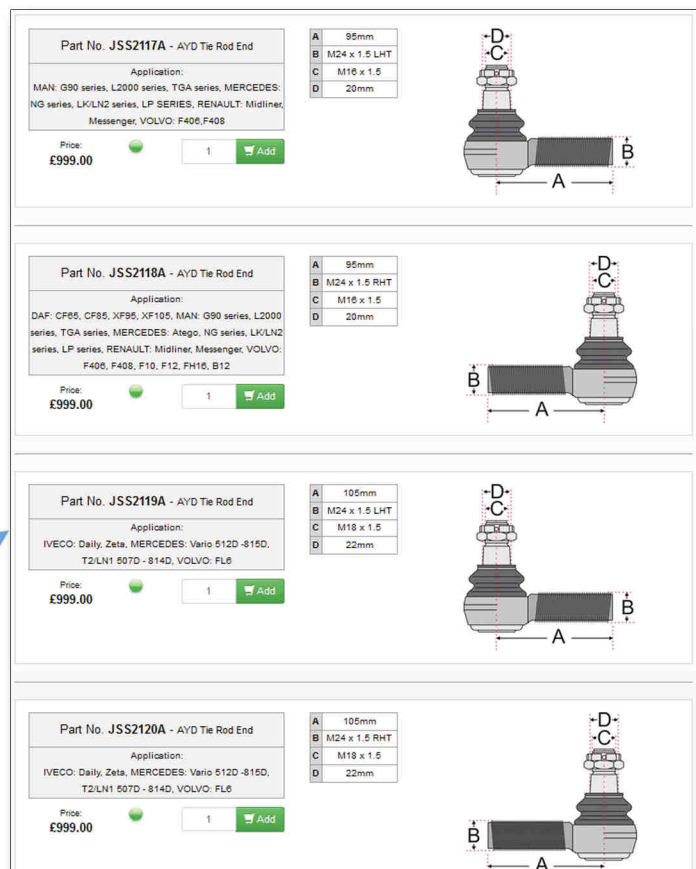 Part No. JSS2117A - AYD Tie Rod End
Application:
MAN: G90 series, L2000 series, TGA series, MERCEDES:
NG series, LK/LN2 series, LP SERIES, RENAULT: Midliner,
Messenger, VOLVO: F406,F408
Price:
£999.00
1
Add
A 95mm
B M24 x 1.5 LHT
C M16 x 1.5
D 20mm
D
C
B
A
Part No. JSS2118A - AYD Tie Rod End
Application:
DAF: CF65, CF85, XF95, XF105, MAN: G90 series, L2000
series, TGA series, MERCEDES: Atego, NG series, LK/LN2
series, LP series, RENAULT: Midliner, Messenger, VOLVO:
F406, F408, F10, F12, FH16, B12
Price:
£999.00
1
Add
A 95mm
B M24 x 1.5 RHT
C M16 x 1.5
D 20mm
D
C
B
A
Part No. JSS2119A - AYD Tie Rod End
Application:
IVECO: Daily, Zeta, MERCEDES: Vario 512D -815D,
T2/LN1 507D - 814D, VOLVO: FL6
Price:
£999.00
1
Add
A 105mm
B M24 x 1.5 LHT
C M18 x 1.5
D 22mm
D
C
B
A
Part No. JSS2120A - AYD Tie Rod End
Application:
IVECO: Daily, Zeta, MERCEDES: Vario 512D -815D,
T2/LN1 507D - 814D, VOLVO: FL6
Price:
£999.00
1
Add
A 105mm
B M24 x 1.5 RHT
C M18 x 1.5
D 22mm
D
C
B
A